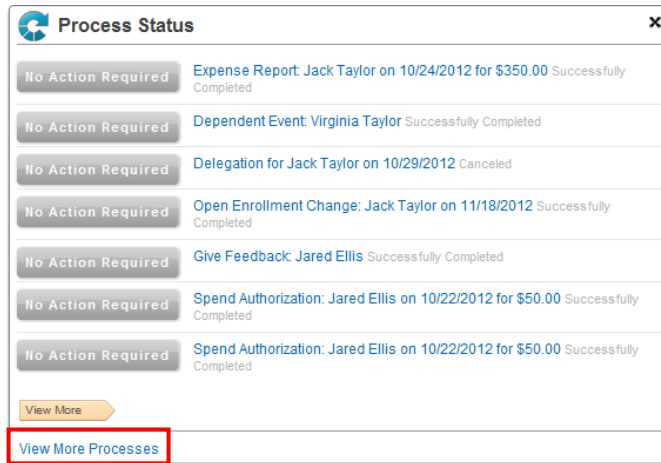 Process Status
No Action Required
Expense Report: Jack Taylor on 10/24/2012 for $350.00 Successfully
Completed
No Action Required
Dependent Event: Virginia Taylor Successfully Completed
No Action Required
Delegation for Jack Taylor on 10/29/2012 Canceled
No Action Required
Open Enrollment Change: Jack Taylor on 11/18/2012 Successfully
Completed
No Action Required
Give Feedback: Jared Ellis Successfully Completed
No Action Required
Spend Authorization: Jared Ellis on 10/22/2012 for $50.00 Successfully
Completed
No Action Required
Spend Authorization: Jared Ellis on 10/22/2012 for $50.00 Successfully
Completed
View More
View More Processes